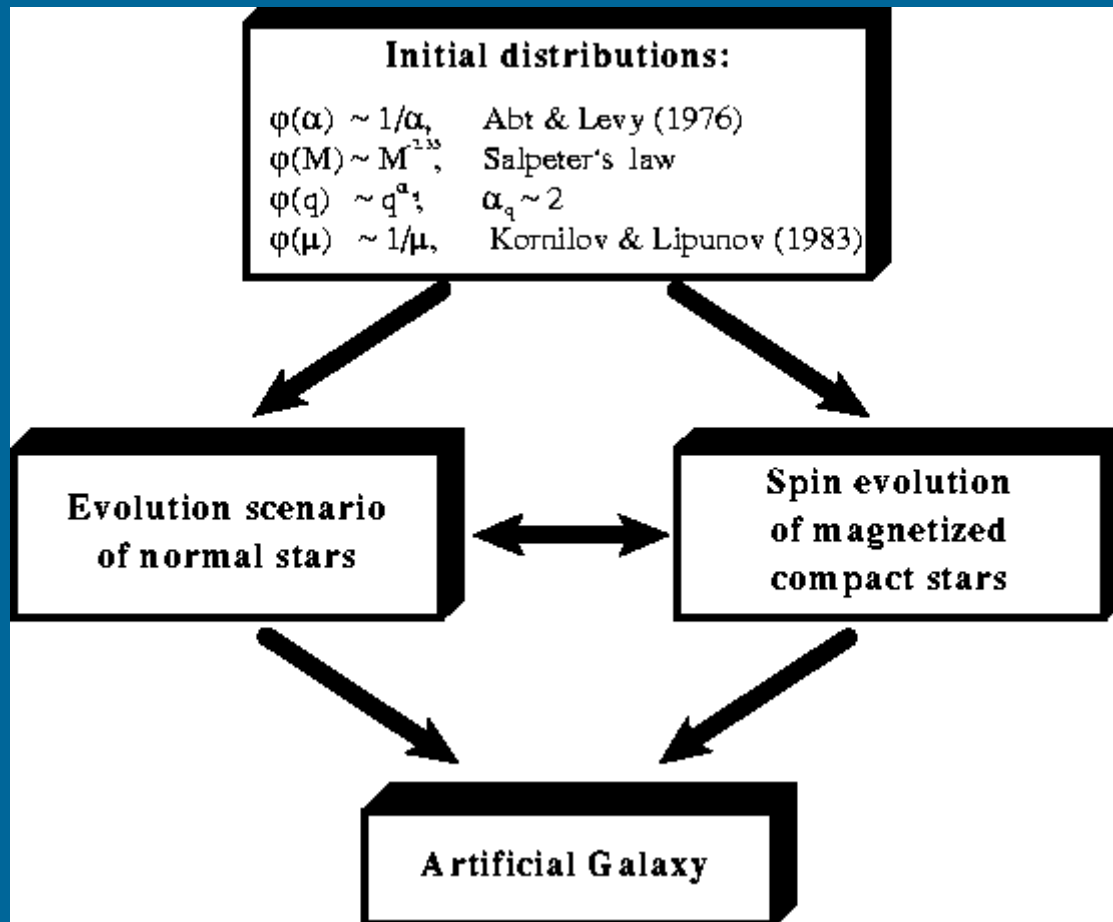 Initial distributions:
φ(α) ~ 1/α, Abt & Levy (1976)
φ(M) ~ M^-2.35, Salpeter's law
φ(q) ~ q^αq, α_q ~ 2
φ(μ) ~ 1/μ, Kornilov & Lipunov (1983)
Evolution scenario
of normal stars
Spin evolution
of magnetized
compact stars
Artificial Galaxy